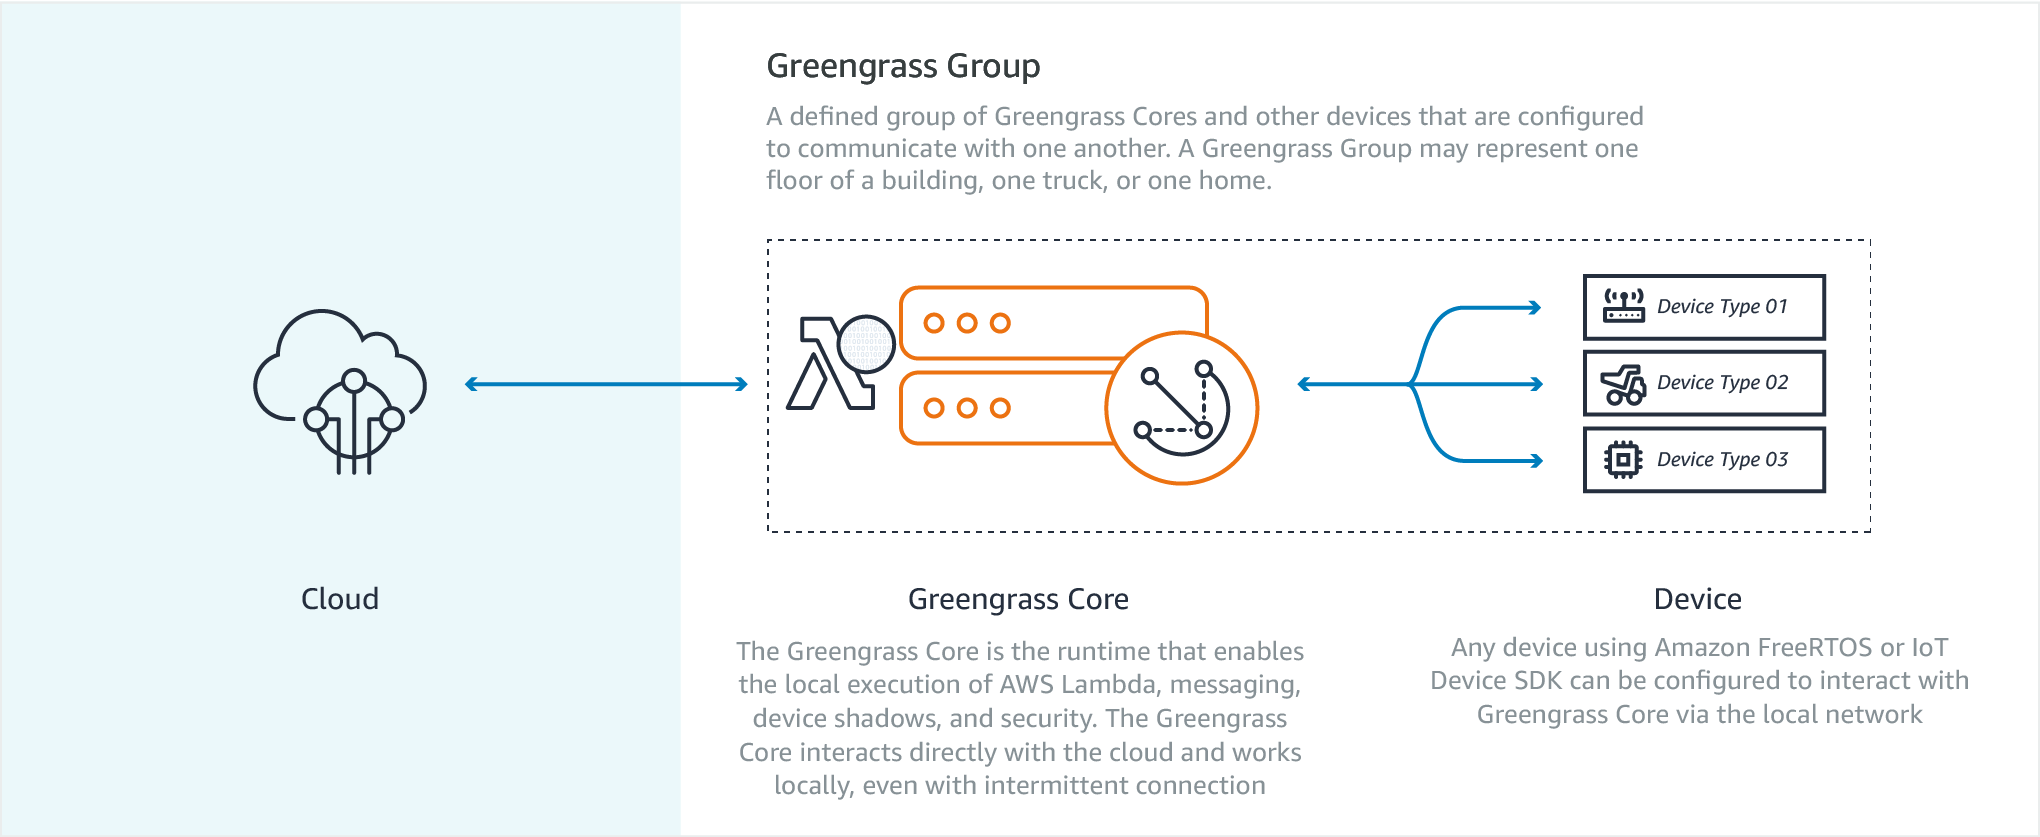 Greengrass Group
A defined group of Greengrass Cores and other devices that are configured
to communicate with one another. A Greengrass Group may represent one
floor of a building, one truck, or one home.
Device Type 01
Device Type 02
Device Type 03
Cloud
Greengrass Core
The Greengrass Core is the runtime that enables
the local execution of AWS Lambda, messaging,
device shadows, and security. The Greengrass
Core interacts directly with the cloud and works
locally, even with intermittent connection
Device
Any device using Amazon FreeRTOS or IoT
Device SDK can be configured to interact with
Greengrass Core via the local network